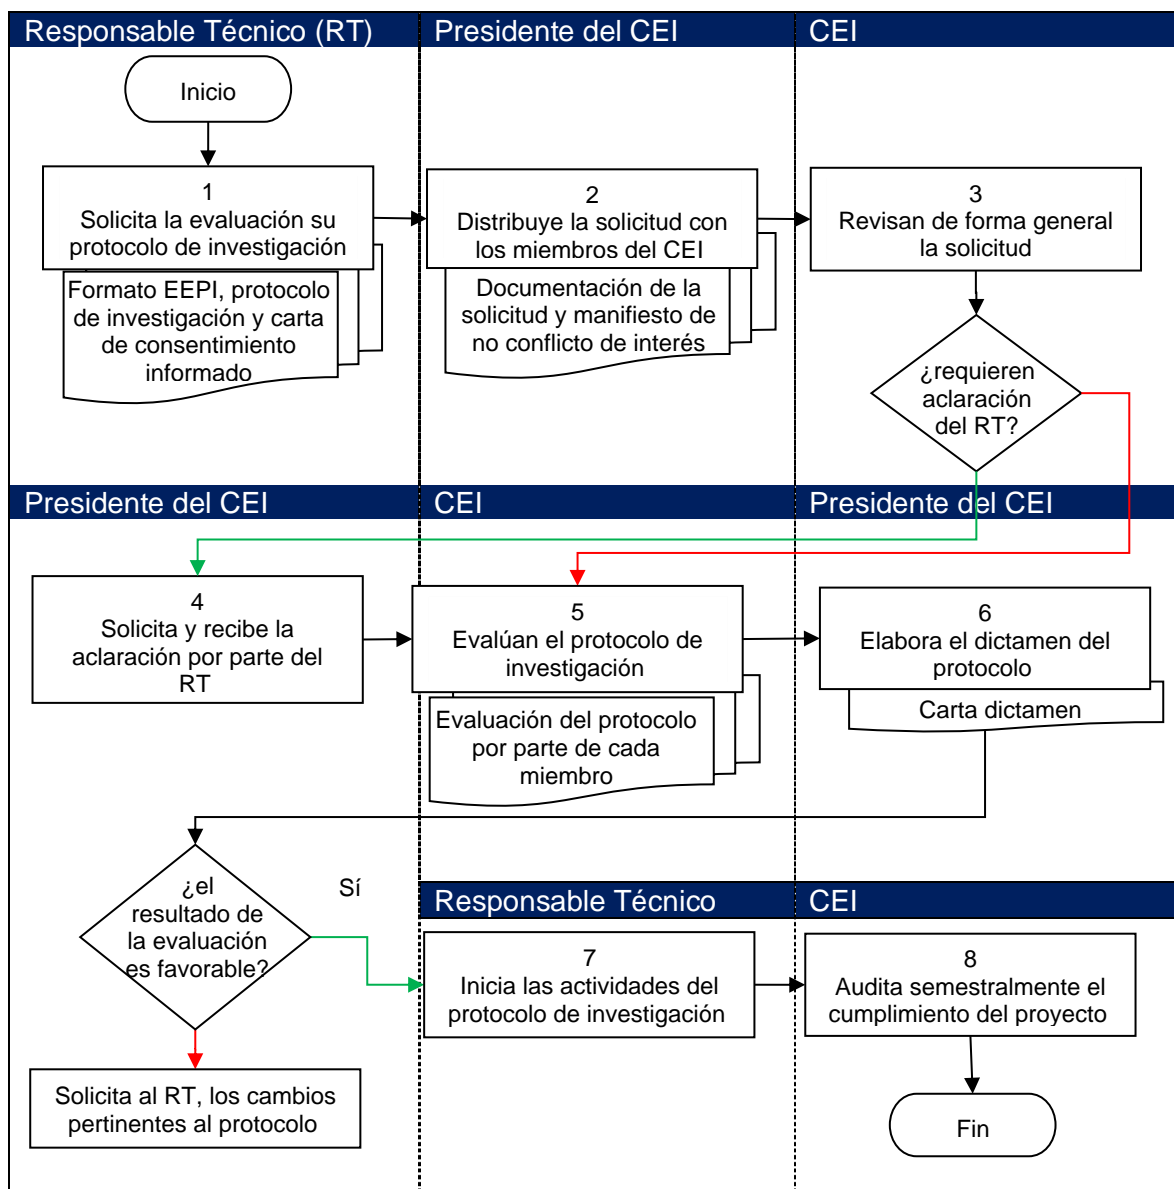 Responsable Técnico (RT)
Presidente del CEI
CEI
Inicio
1
Solicita la evaluación su
protocolo de investigación
Formato EEPI, protocolo
de investigación y carta
de consentimiento
informado
2
Distribuye la solicitud con
los miembros del CEI
Documentación de la
solicitud y manifiesto de
no conflicto de interés
3
Revisan de forma general
la solicitud
¿requieren
aclaración
del RT?
Presidente del CEI
CEI
Presidente del CEI
4
Solicita y recibe la
aclaración por parte del
RT
5
Evalúan el protocolo de
investigación
Evaluación del protocolo
por parte de cada
miembro
6
Elabora el dictamen del
protocolo
Carta dictamen
¿el
resultado de
la evaluación
es favorable?
Sí
Responsable Técnico
CEI
7
Inicia las actividades del
protocolo de investigación
8
Audita semestralmente el
cumplimiento del proyecto
Solicita al RT, los cambios
pertinentes al protocolo
Fin